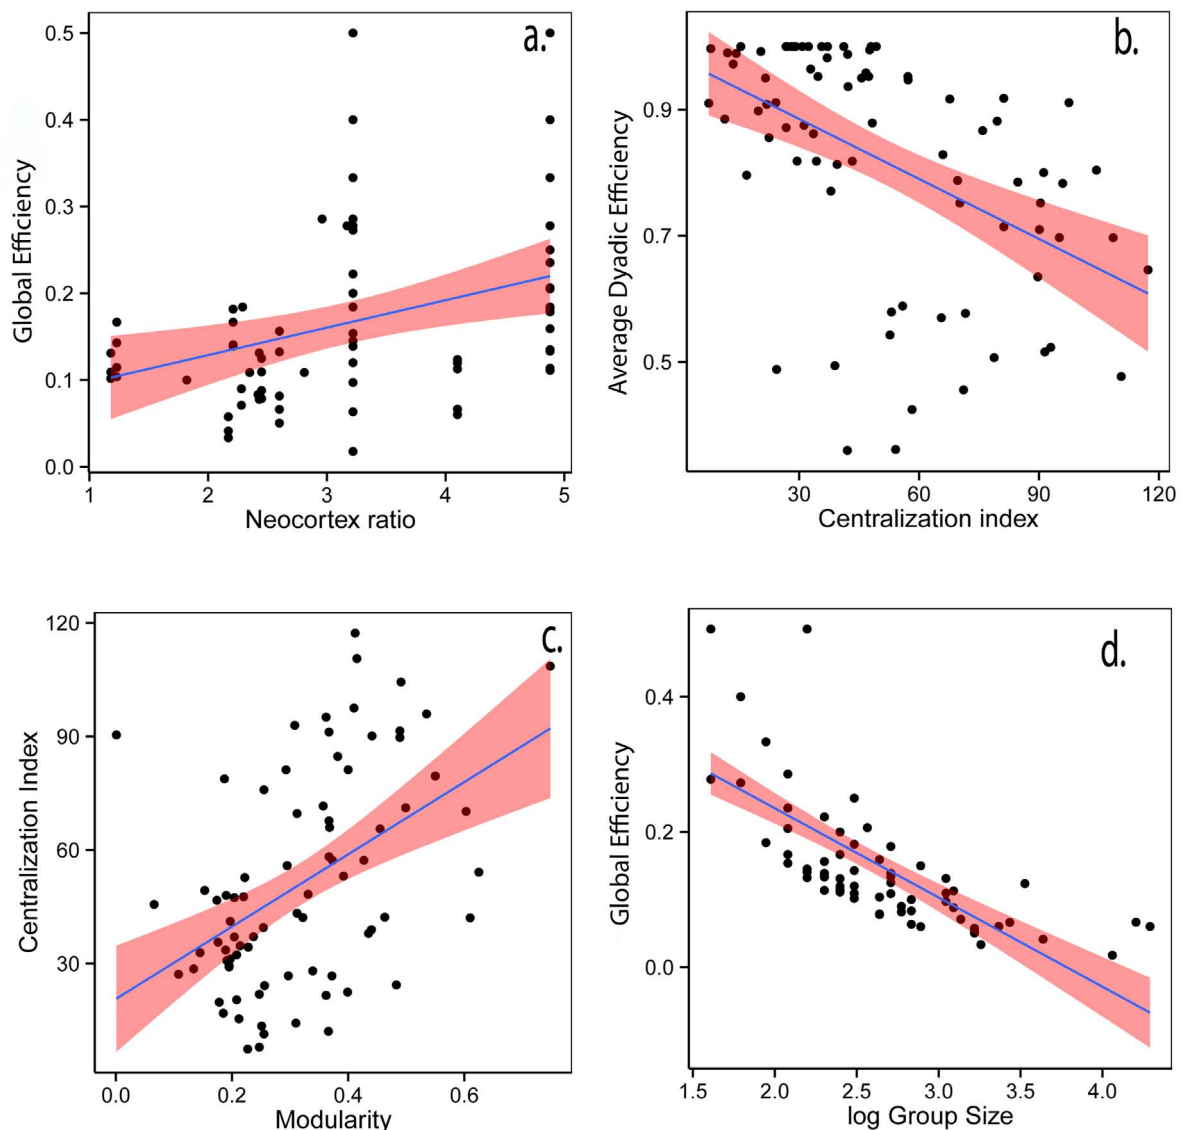 a.
0.5
0.4
0.3
0.2
0.1
0.0
Global Efficiency
1 2 3 4 5
Neocortex ratio
b.
0.9
0.7
0.5
Average Dyadic Efficiency
30 60 90 120
Centralization index
c.
120
90
60
30
Centralization Index
0.0 0.2 0.4 0.6
Modularity
d.
0.4
0.2
0.0
Global Efficiency
1.5 2.0 2.5 3.0 3.5 4.0
log Group Size